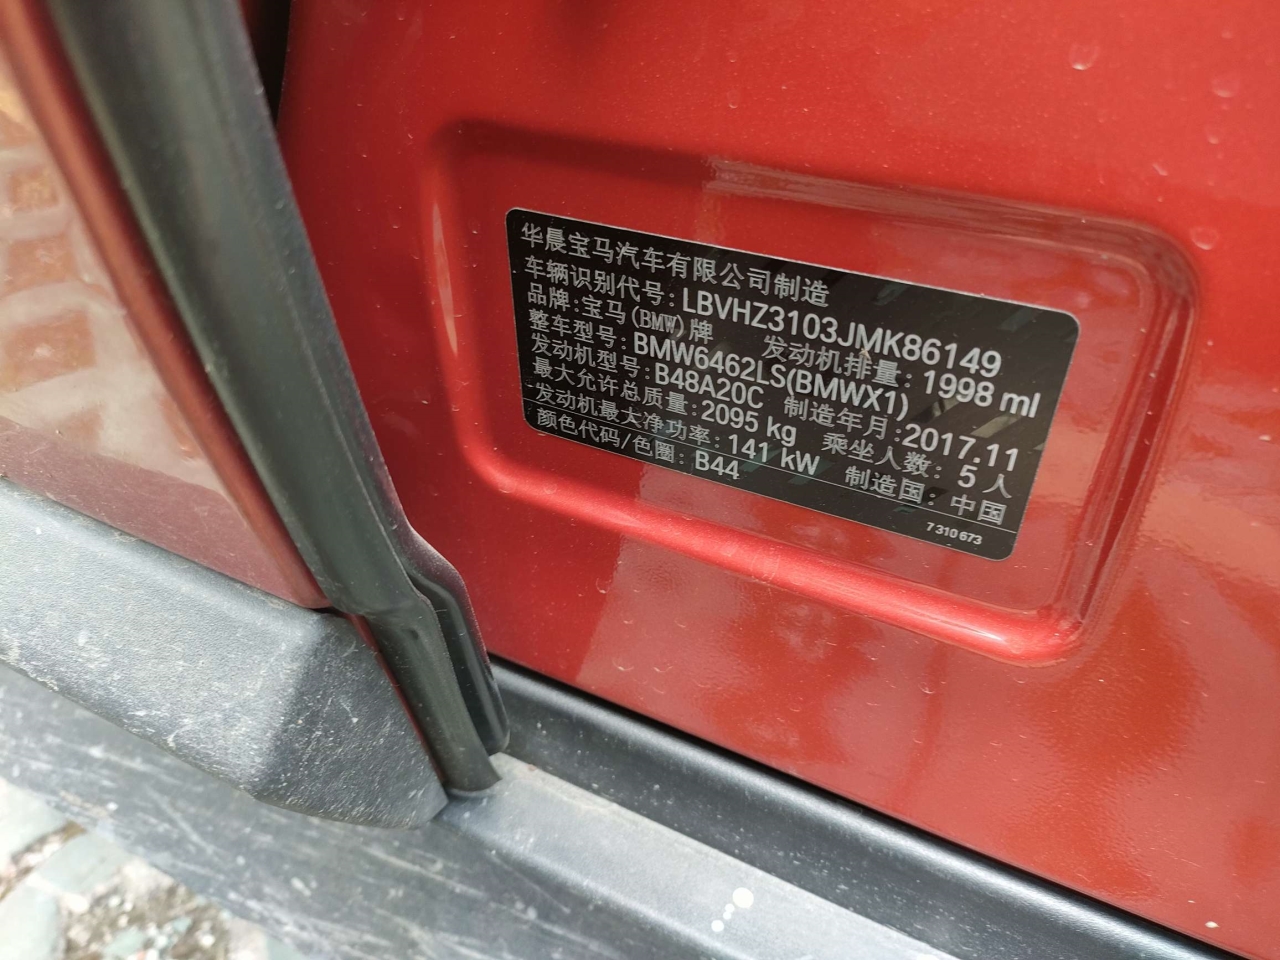 华晨宝马汽车有限公司制造
车辆识别代号: LBVHZ3103JMK86149
品牌:宝马(BMW)牌 发动机排量: 1998 ml
整车型号: BMW6462LS(BMWX1)
发动机型号:B48A20C 制造年月:2017.11
最大允许总质量:2095 kg 乘坐人数: 5 人
发动机最大净功率: 141 kW 制造国: 中国
颜色代码/色圈: B44
7 310 673